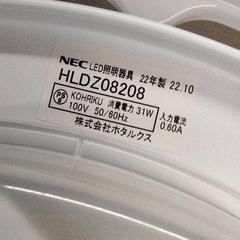 NEC LED照明器具 22年製 22.10
HLDZ08208
PS E KOHRIKU 消費電力 31W 入力電流
100V 50/60Hz 0.60A
株式会社ホタルクス